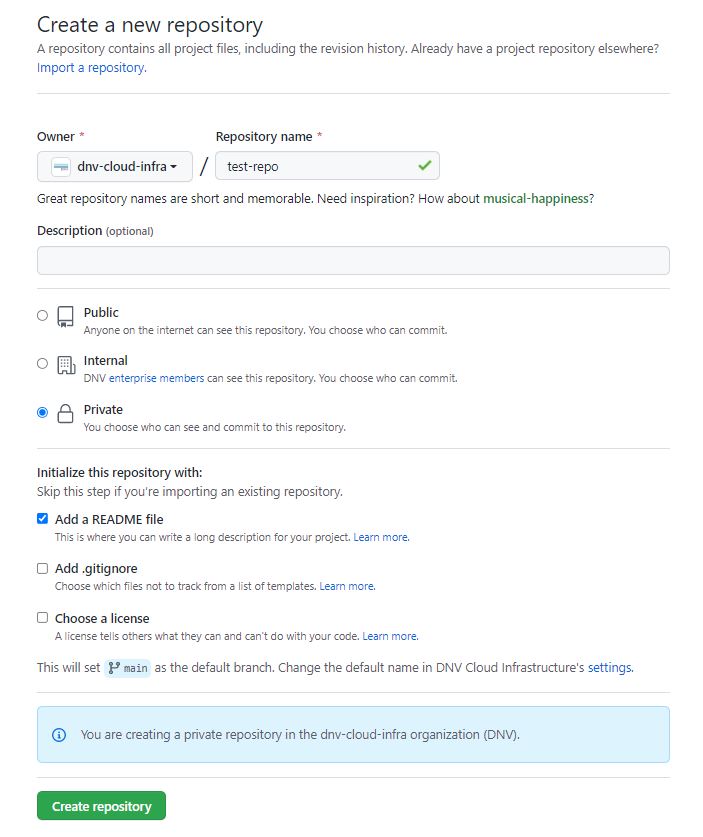 Create a new repository
A repository contains all project files, including the revision history. Already have a project repository elsewhere?
Import a repository.
Owner * Repository name *
dnv-cloud-infra / test-repo
Great repository names are short and memorable. Need inspiration? How about musical-happiness?
Description (optional)
Public
Anyone on the internet can see this repository. You choose who can commit.
Internal
DNV enterprise members can see this repository. You choose who can commit.
Private
You choose who can see and commit to this repository.
Initialize this repository with:
Skip this step if you're importing an existing repository.
Add a README file
This is where you can write a long description for your project. Learn more.
Add .gitignore
Choose which files not to track from a list of templates. Learn more.
Choose a license
A license tells others what they can and can't do with your code. Learn more.
This will set main as the default branch. Change the default name in DNV Cloud Infrastructure's settings.
You are creating a private repository in the dnv-cloud-infra organization (DNV).
Create repository